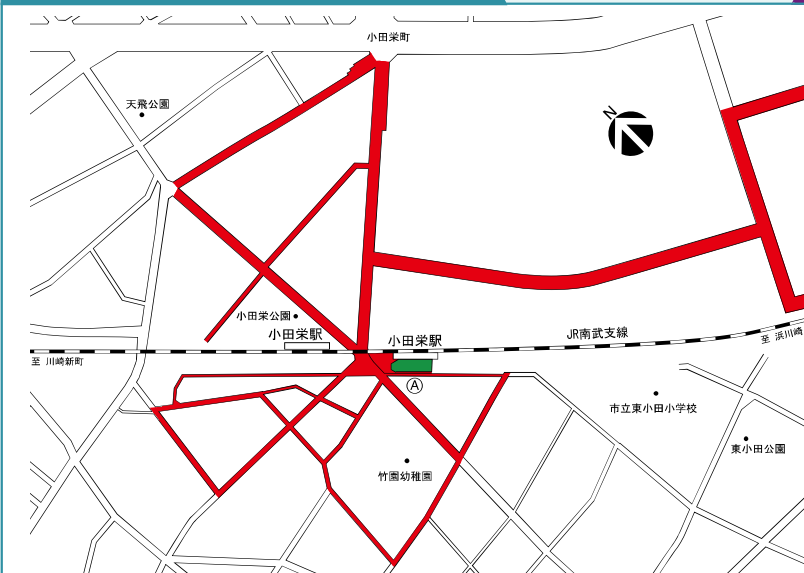 小田栄町
天飛公園
N
小田栄公園
小田栄駅
小田栄駅
JR南武支線
至 浜川崎
至 川崎新町
A
市立東小田小学校
東小田公園
竹園幼稚園